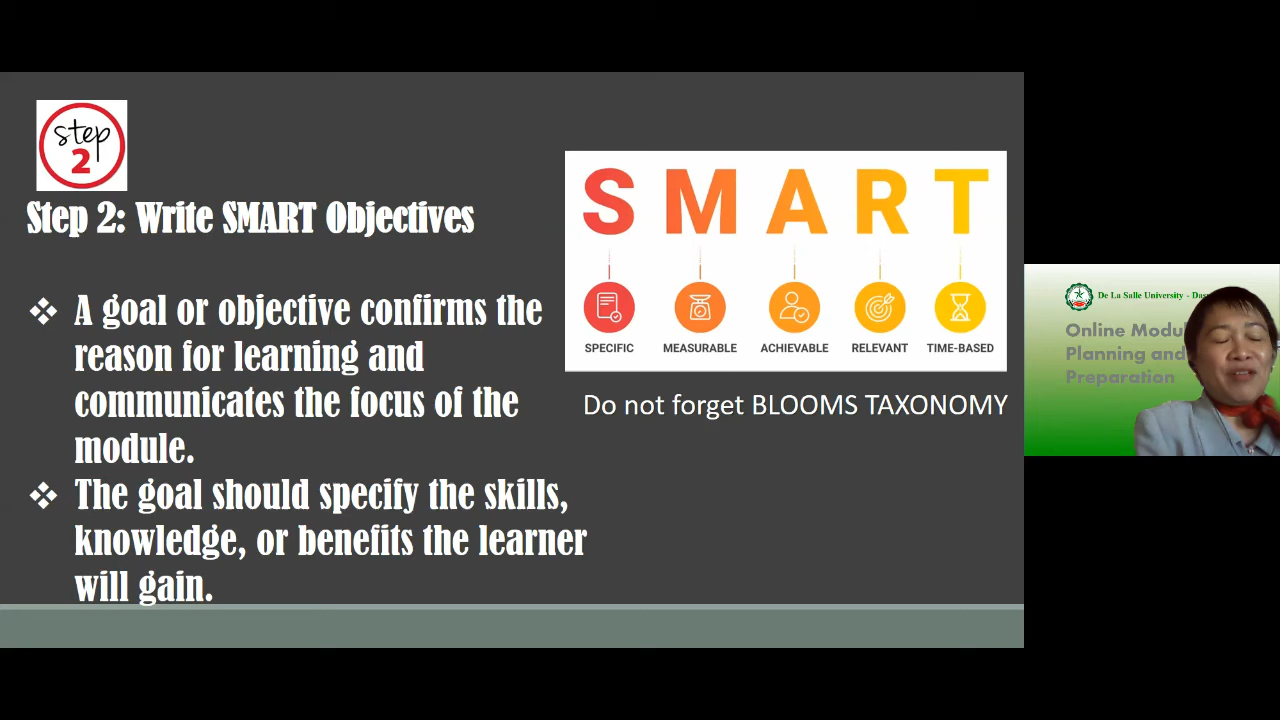 step
2
Step 2: Write SMART Objectives
A goal or objective confirms the
reason for learning and
communicates the focus of the
module.
The goal should specify the skills,
knowledge, or benefits the learner
will gain.
S M A R T
SPECIFIC MEASURABLE ACHIEVABLE RELEVANT TIME-BASED
Do not forget BLOOMS TAXONOMY
De La Salle University -
Online
Planning and
Preparation